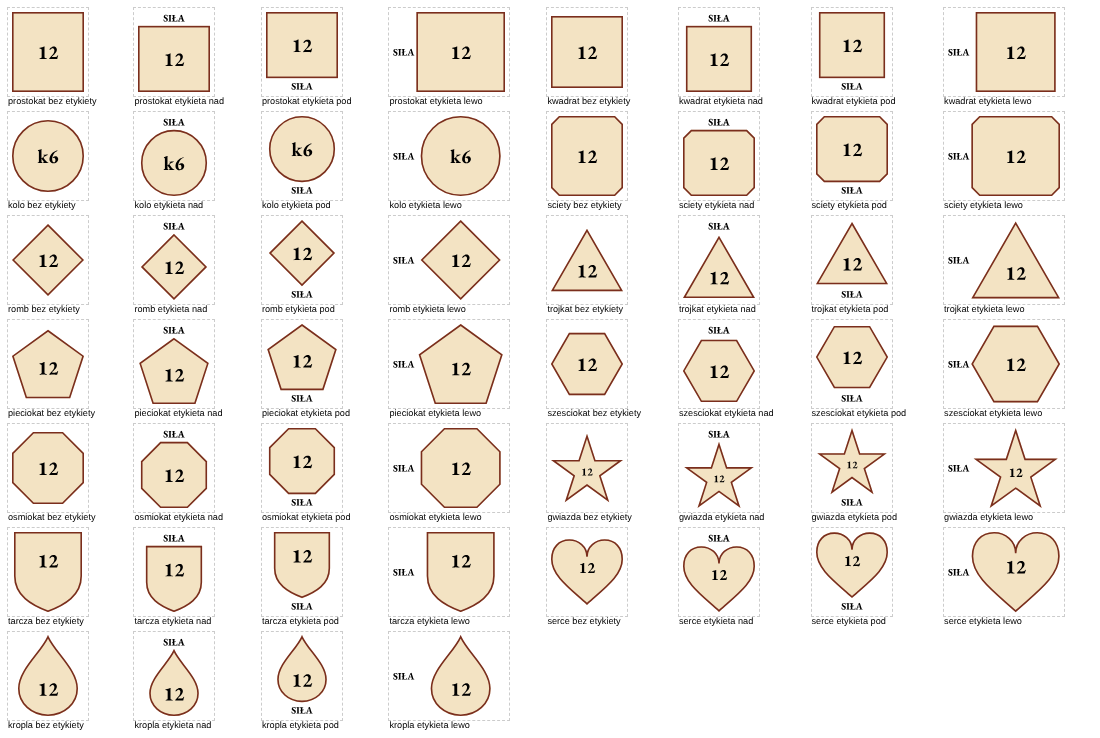 12 SIŁA 12 12 SIŁA SIŁA 12 12 SIŁA 12 12 SIŁA SIŁA 12
prostokat bez etykiety prostokat etykieta nad prostokat etykieta pod prostokat etykieta lewo kwadrat bez etykiety kwadrat etykieta nad kwadrat etykieta pod kwadrat etykieta lewo
k6 SIŁA k6 k6 SIŁA SIŁA k6 12 SIŁA 12 12 SIŁA SIŁA 12
kolo bez etykiety kolo etykieta nad kolo etykieta pod kolo etykieta lewo sciety bez etykiety sciety etykieta nad sciety etykieta pod sciety etykieta lewo
12 SIŁA 12 12 SIŁA SIŁA 12 12 SIŁA 12 12 SIŁA SIŁA 12
romb bez etykiety romb etykieta nad romb etykieta pod romb etykieta lewo trojkat bez etykiety trojkat etykieta nad trojkat etykieta pod trojkat etykieta lewo
12 SIŁA 12 12 SIŁA SIŁA 12 12 SIŁA 12 12 SIŁA SIŁA 12
pieciokat bez etykiety pieciokat etykieta nad pieciokat etykieta pod pieciokat etykieta lewo szesciokat bez etykiety szesciokat etykieta nad szesciokat etykieta pod szesciokat etykieta lewo
12 SIŁA 12 12 SIŁA SIŁA 12 12 SIŁA 12 12 SIŁA SIŁA 12
osmiokat bez etykiety osmiokat etykieta nad osmiokat etykieta pod osmiokat etykieta lewo gwiazda bez etykiety gwiazda etykieta nad gwiazda etykieta pod gwiazda etykieta lewo
12 SIŁA 12 12 SIŁA SIŁA 12 12 SIŁA 12 12 SIŁA SIŁA 12
tarcza bez etykiety tarcza etykieta nad tarcza etykieta pod tarcza etykieta lewo serce bez etykiety serce etykieta nad serce etykieta pod serce etykieta lewo
12 SIŁA 12 12 SIŁA SIŁA 12
kropla bez etykiety kropla etykieta nad kropla etykieta pod kropla etykieta lewo